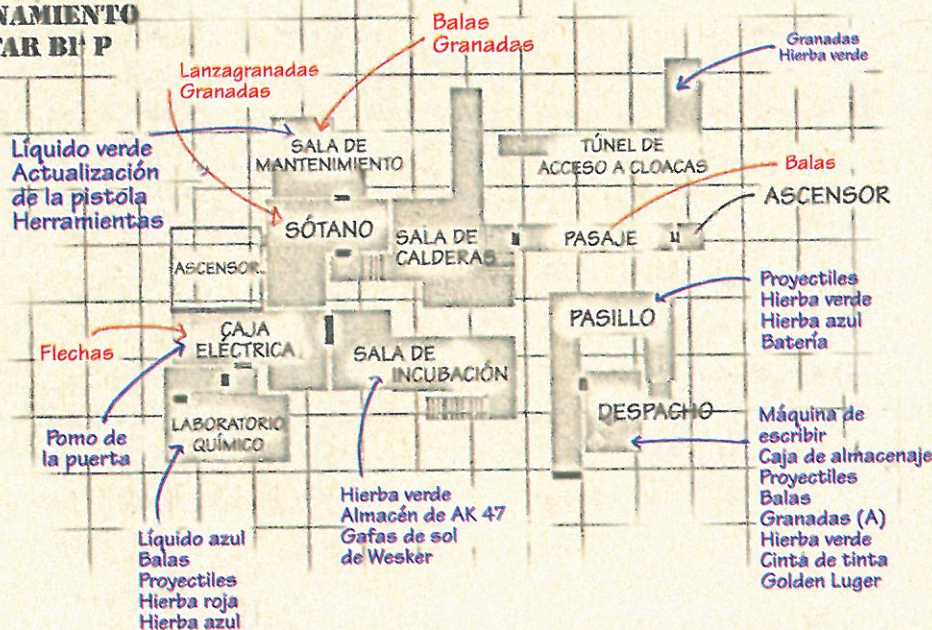 NAMIENTO
Balas
Granadas
Granadas
Hierba verde
Lanzagranadas
Granadas
Líquido verde
Actualización
de la pistola
Herramientas
SALA DE
MANTENIMIENTO
TÚNEL DE
ACCESO A CLOACAS
Balas
ASCENSOR
SÓTANO
SALA DE
CALDERAS
PASAJE
ASCENSOR
Proyectiles
Hierba verde
Hierba azul
Batería
PASILLO
Flechas
CAJA
ELÉCTRICA
SALA DE
INCUBACIÓN
DESPACHO
Máquina de
escribir
Caja de almacenaje
Proyectiles
Balas
Granadas (A)
Hierba verde
Cinta de tinta
Golden Luger
Pomo de
la puerta
LABORATORIO
QUÍMICO
Hierba verde
Almacén de AK 47
Gafas de sol
de Wesker
Líquido azul
Balas
Proyectiles
Hierba roja
Hierba azul